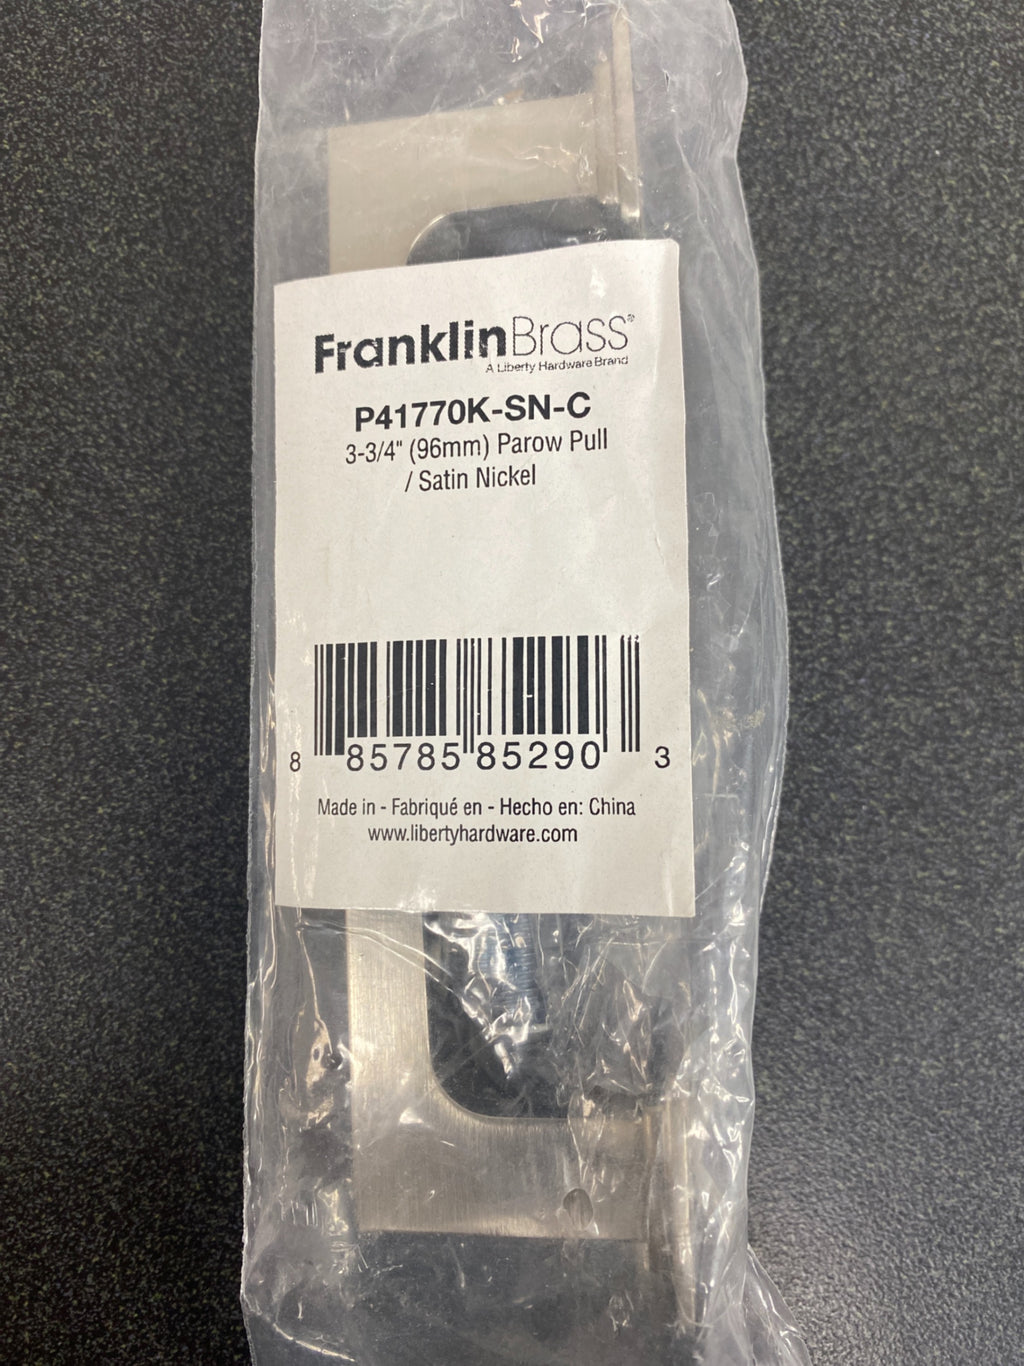 FranklinBrass®
A Liberty Hardware Brand
P41770K-SN-C
3-3/4" (96mm) Parow Pull
/ Satin Nickel
8 85785 85290 3
Made in - Fabriqué en - Hecho en: China
www.libertyhardware.com